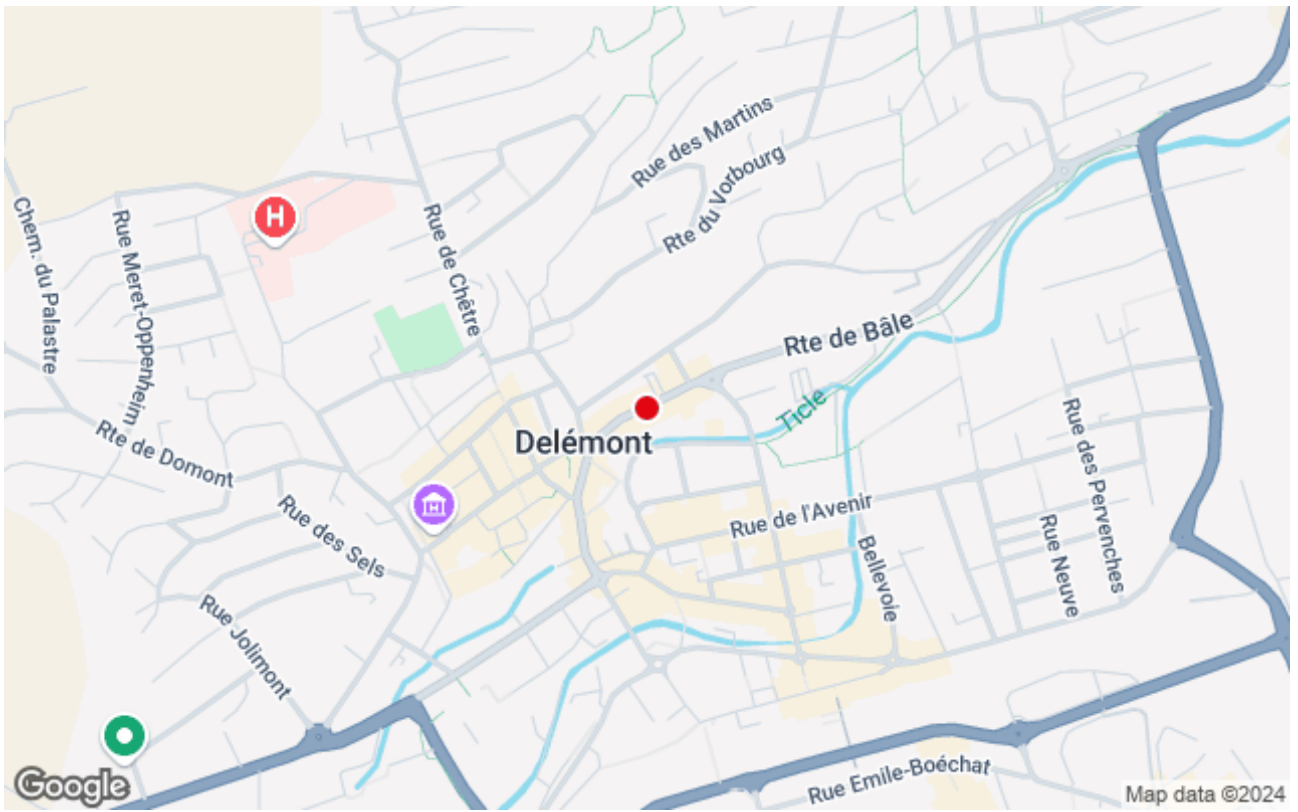 Rue des Martins
Rte du Vorbourg
Rue Meret-Oppenheim
Chem. du Palastre
Rue de Chêtre
H
Rte de Bâle
Ticle
Delémont
Rte de Domont
Rue des Sels
Rue de l'Avenir
Rue des Pervenches
Rue Neuve
Bellevoie
Rue Jolimont
Rue Emile-Boéchat
Google
Map data ©2024